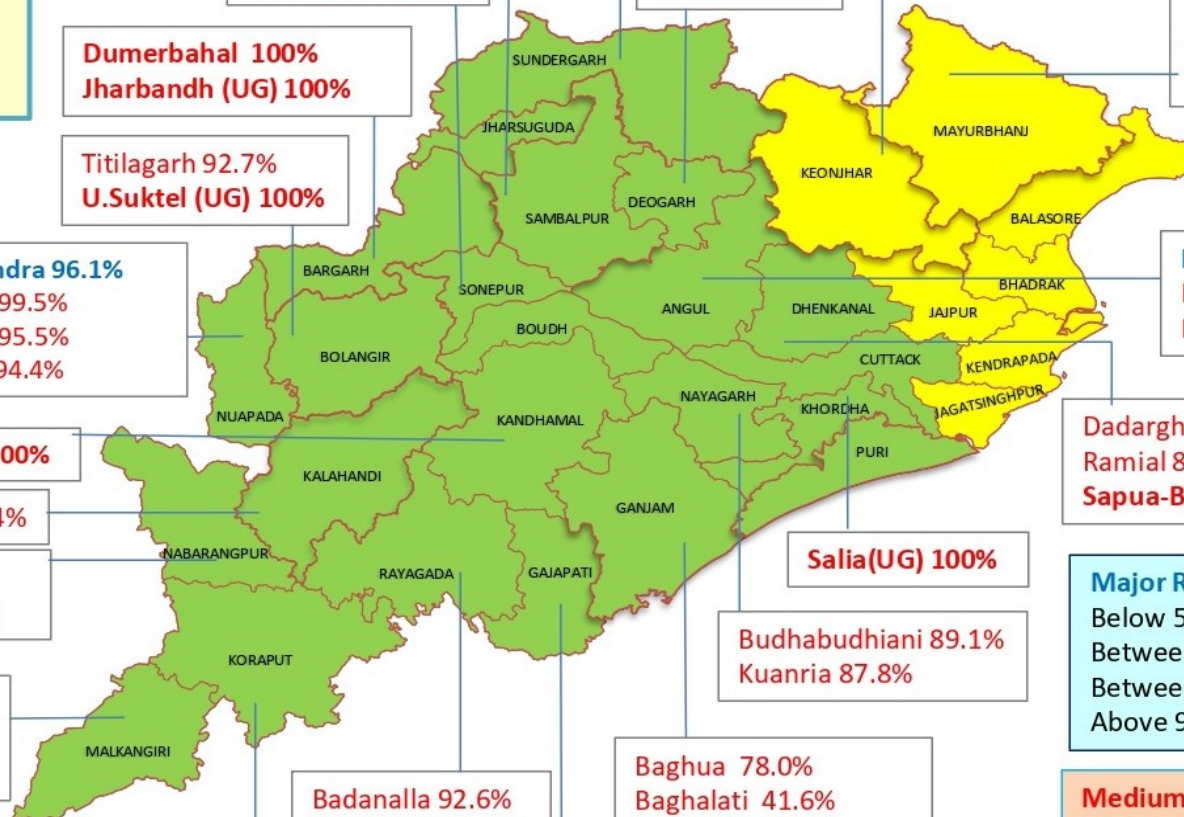 Dumerbahal 100%
Jharbandh (UG) 100%
Titilagarh 92.7%
U.Suktel (UG) 100%
ndra 96.1%
99.5%
95.5%
94.4%
00%
4%
SUNDERGARH
JHARSUGUDA
SAMBALPUR
DEOGARH
KEONJHAR
MAYURBHANJ
BALASORE
BARGARH
SONEPUR
ANGUL
DHENKANAL
JAJPUR
BHADRAK
BOUDH
BOLANGIR
CUTTACK
KENDRAPADA
NUAPADA
KANDHAMAL
NAYAGARH
KHORDHA
JAGATSINGHPUR
KALAHANDI
PURI
GANJAM
NABARANGPUR
RAYAGADA
GAJAPATI
KORAPUT
MALKANGIRI
Dadargh
Ramial 8
Sapua-B
Salia(UG) 100%
Budhabudhiani 89.1%
Kuanria 87.8%
Major R
Below 5
Betwee
Betwee
Above 9
Badanalla 92.6%
Baghua 78.0%
Baghalati 41.6%
Medium